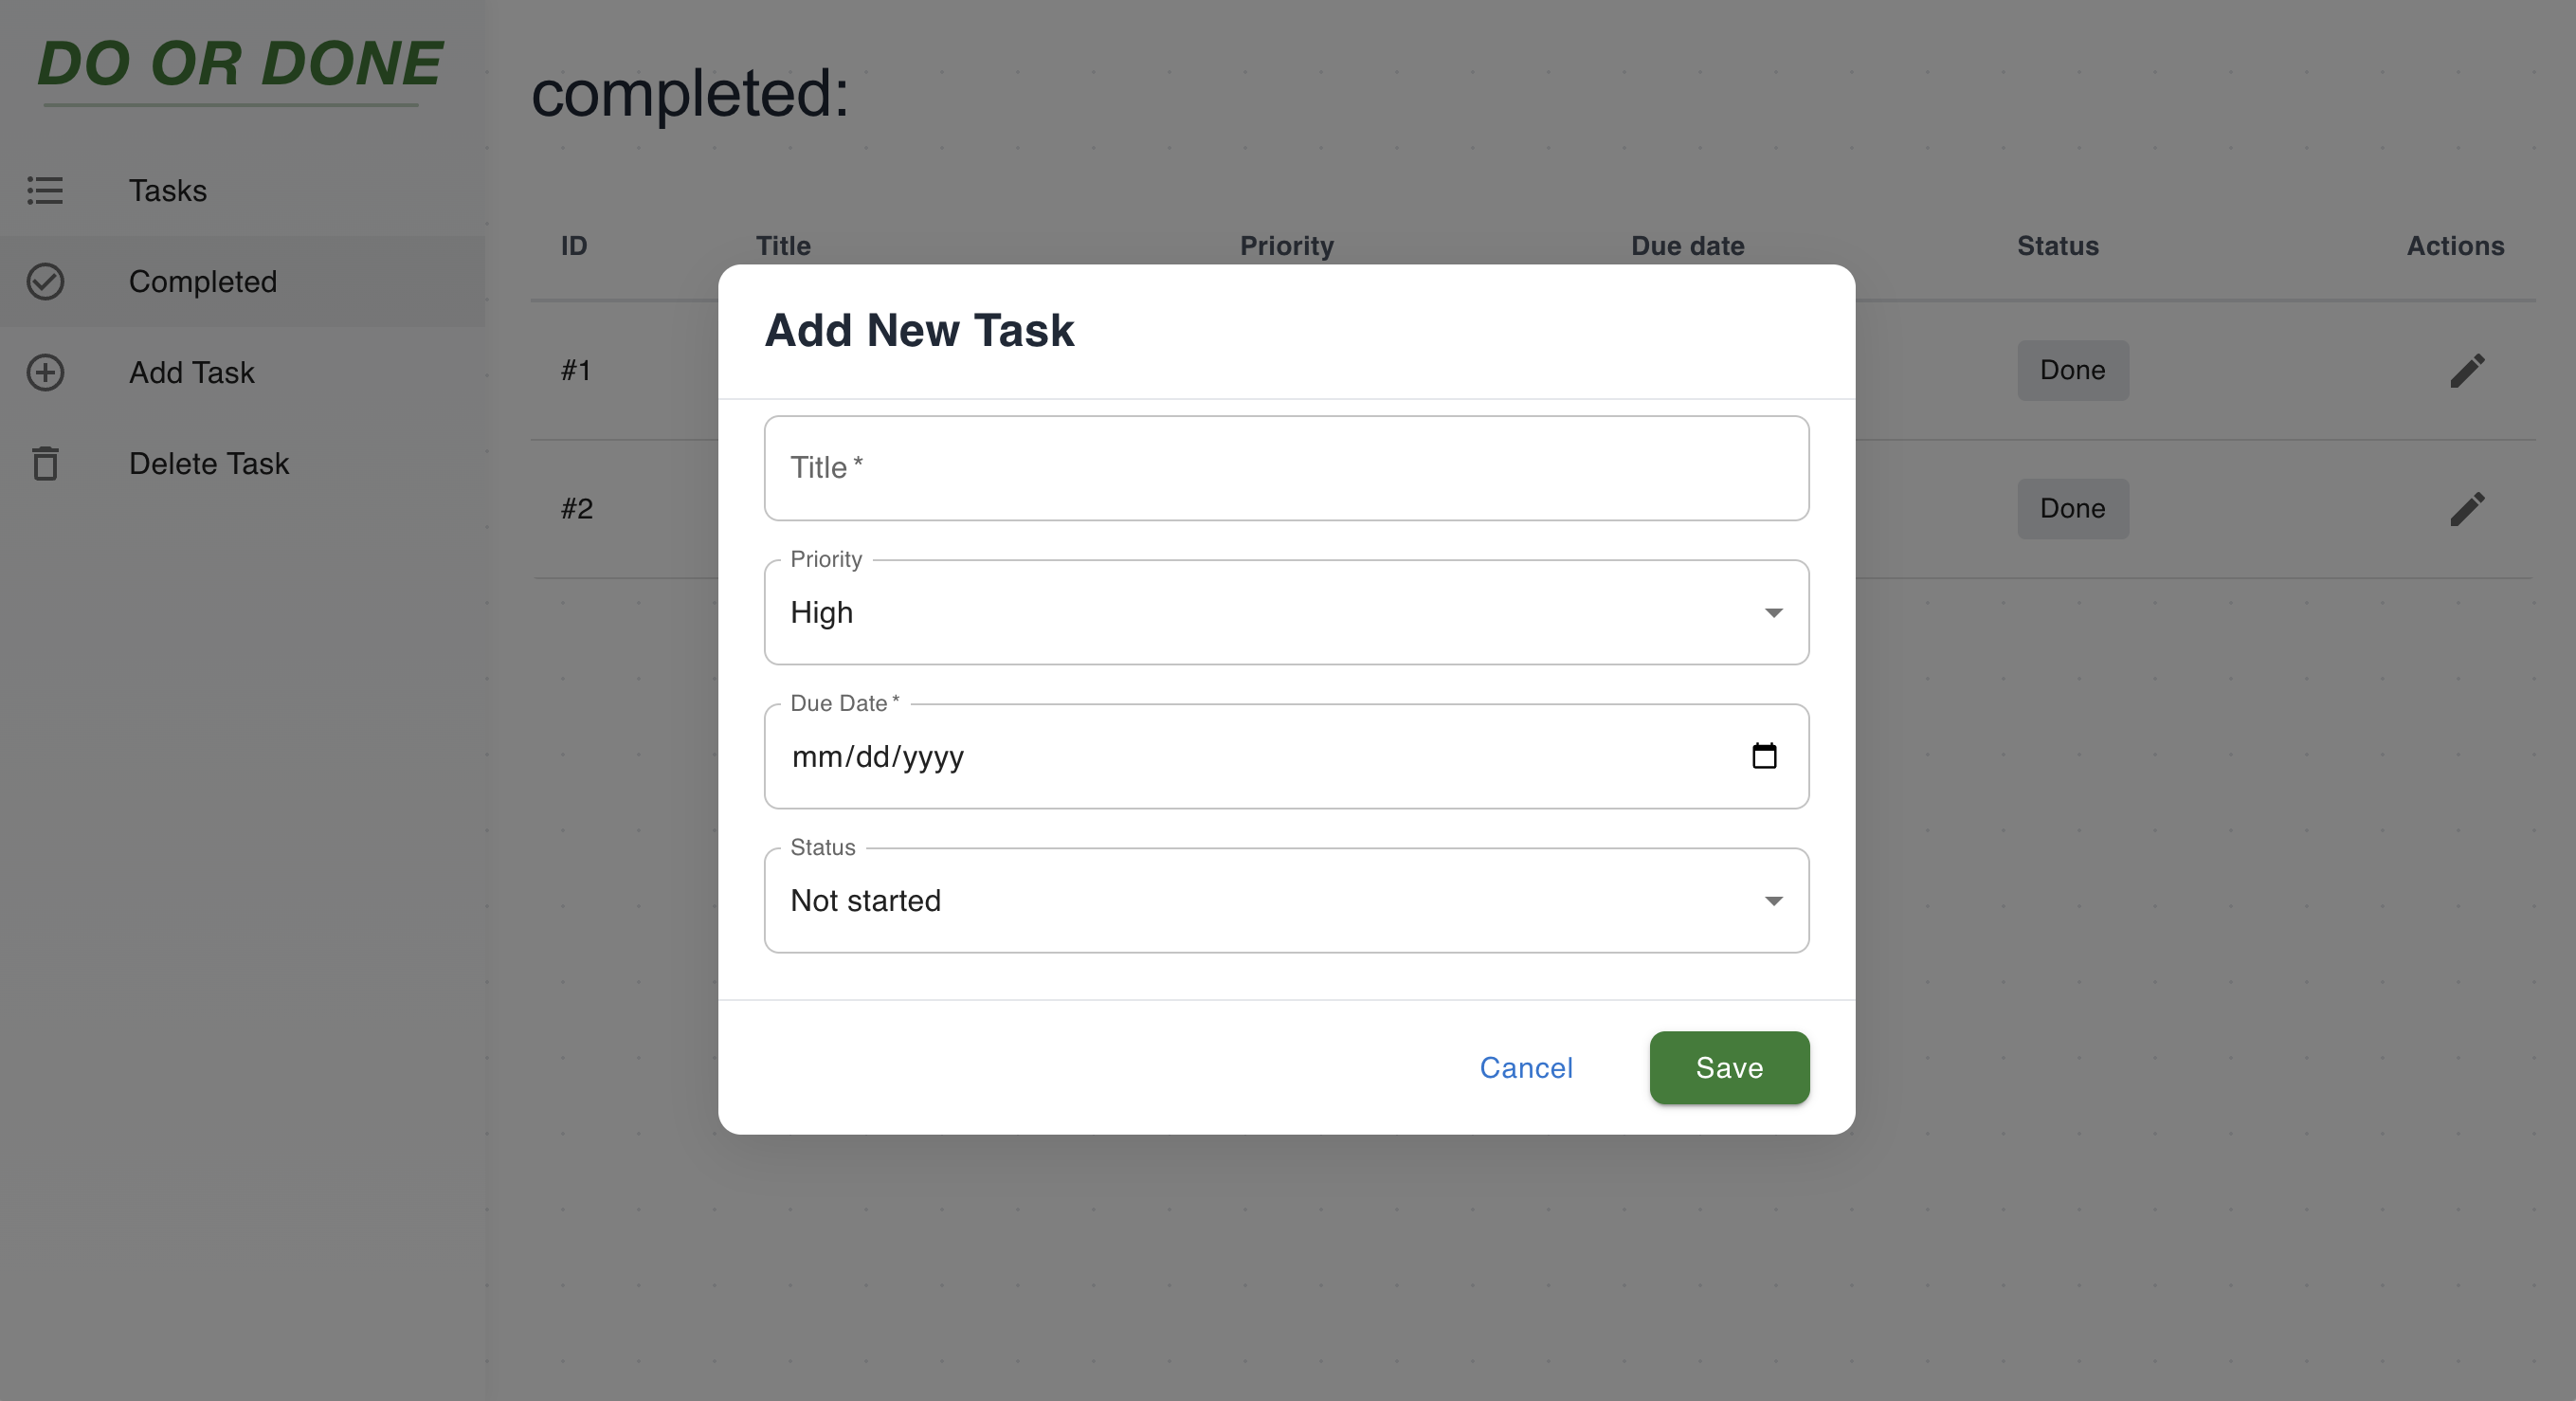 DO OR DONE
Tasks
Completed
Add Task
Delete Task
completed:
ID Title Priority Due date Status Actions
#1 Done
#2 Done
Add New Task
Title *
Priority
High
Due Date *
mm/dd/yyyy
Status
Not started
Cancel Save